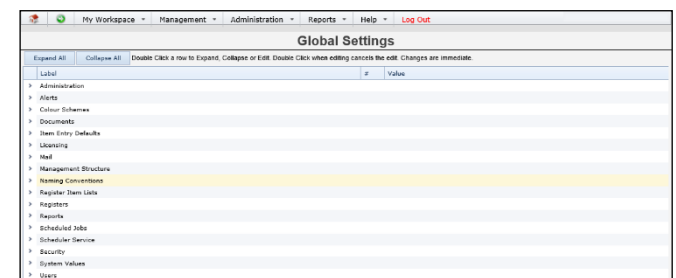 My Workspace Management Administration Reports Help Log Out
Global Settings
Expand All Collapse All Double Click a row to Expand, Collapse or Edit. Double Click when editing cancels the edit. Changes are immediate.
Label # Value
Administration
Alerts
Colour Schemes
Documents
Item Entry Defaults
Licensing
Mail
Management Structure
Naming Conventions
Register Item Lists
Registers
Reports
Scheduled Jobs
Scheduler Service
Security
System Values
Users